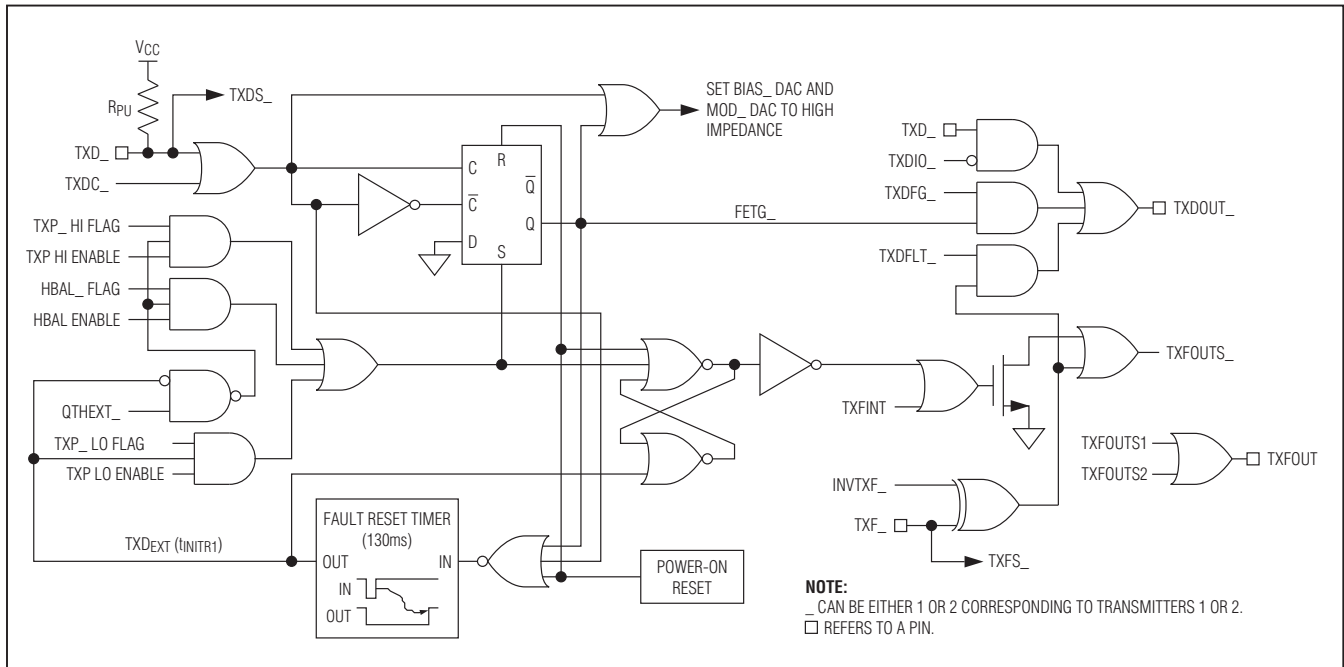 VCC
RPU
TXDS_
TXD_
TXDC_
TXP_ HI FLAG
TXP HI ENABLE
HBAL_ FLAG
HBAL ENABLE
QTHEXT_
TXP_ LO FLAG
TXP LO ENABLE
TXDEXT (tINITR1)
C
C
D
R
S
Q
Q
SET BIAS_ DAC AND
MOD_ DAC TO HIGH
IMPEDANCE
FETG_
TXD_
TXDIO_
TXDFG_
TXDFLT_
TXDOUT_
TXFINT
TXFOUTS_
TXFOUTS1
TXFOUTS2
TXFOUT
INVTXF_
TXF_
TXFS_
FAULT RESET TIMER
(130ms)
OUT
IN
IN
OUT
POWER-ON
RESET
NOTE:
_ CAN BE EITHER 1 OR 2 CORRESPONDING TO TRANSMITTERS 1 OR 2.
REFERS TO A PIN.